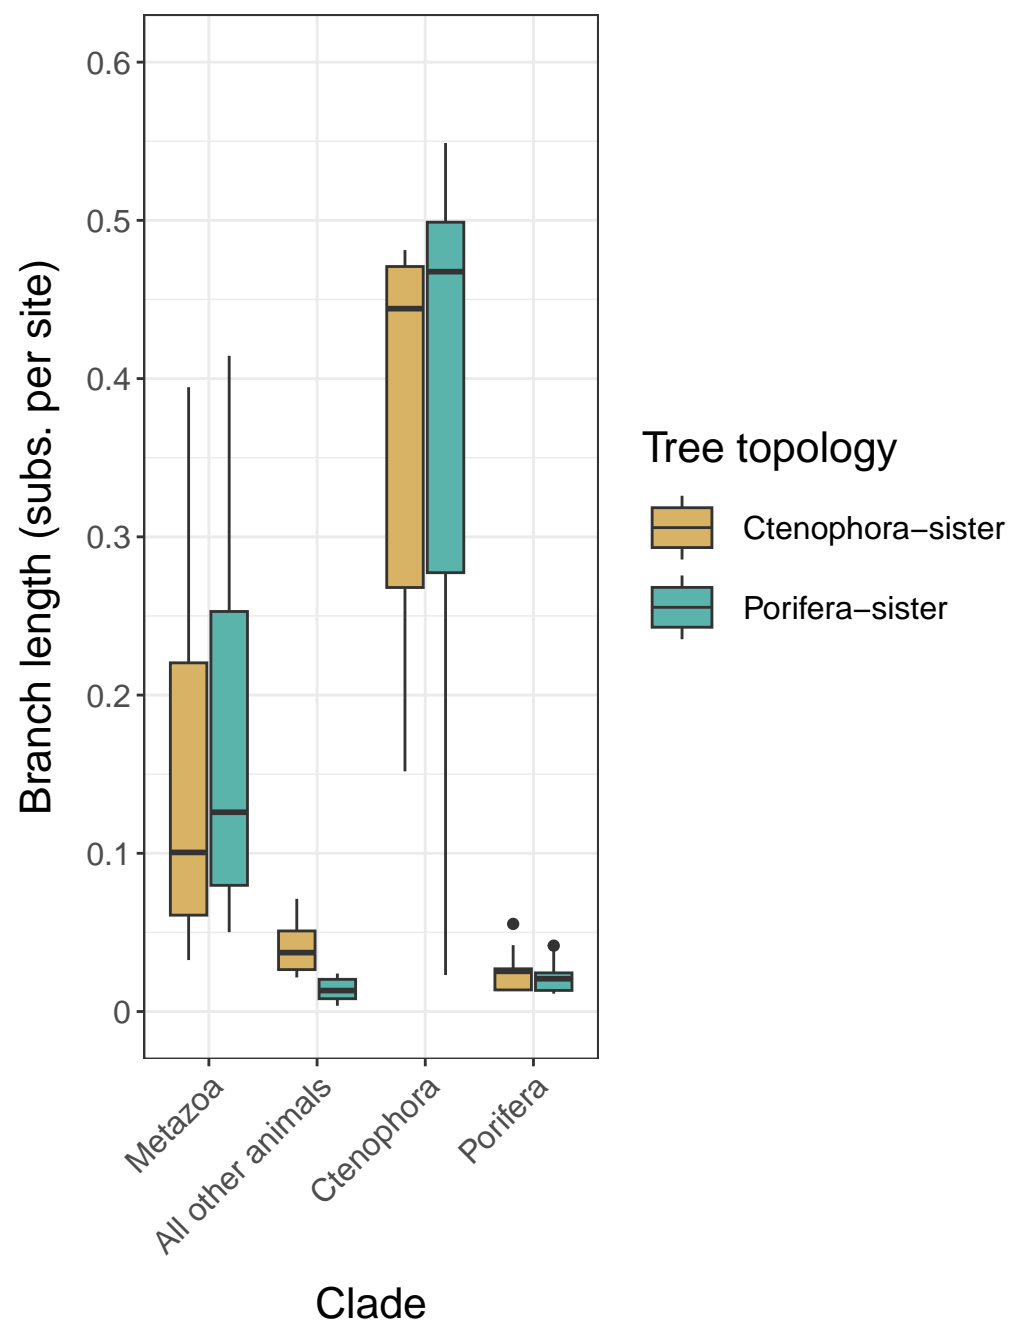 0.6
0.5
0.4
0.3
0.2
0.1
0
Branch length (subs. per site)
Metazoa
All other animals
Ctenophora
Porifera
Clade
Tree topology
Ctenophora−sister
Porifera−sister